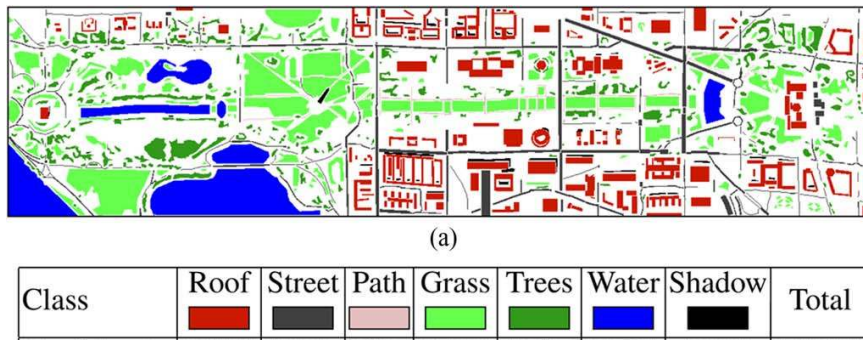 (a)
Class Roof Street Path Grass Trees Water Shadow Total